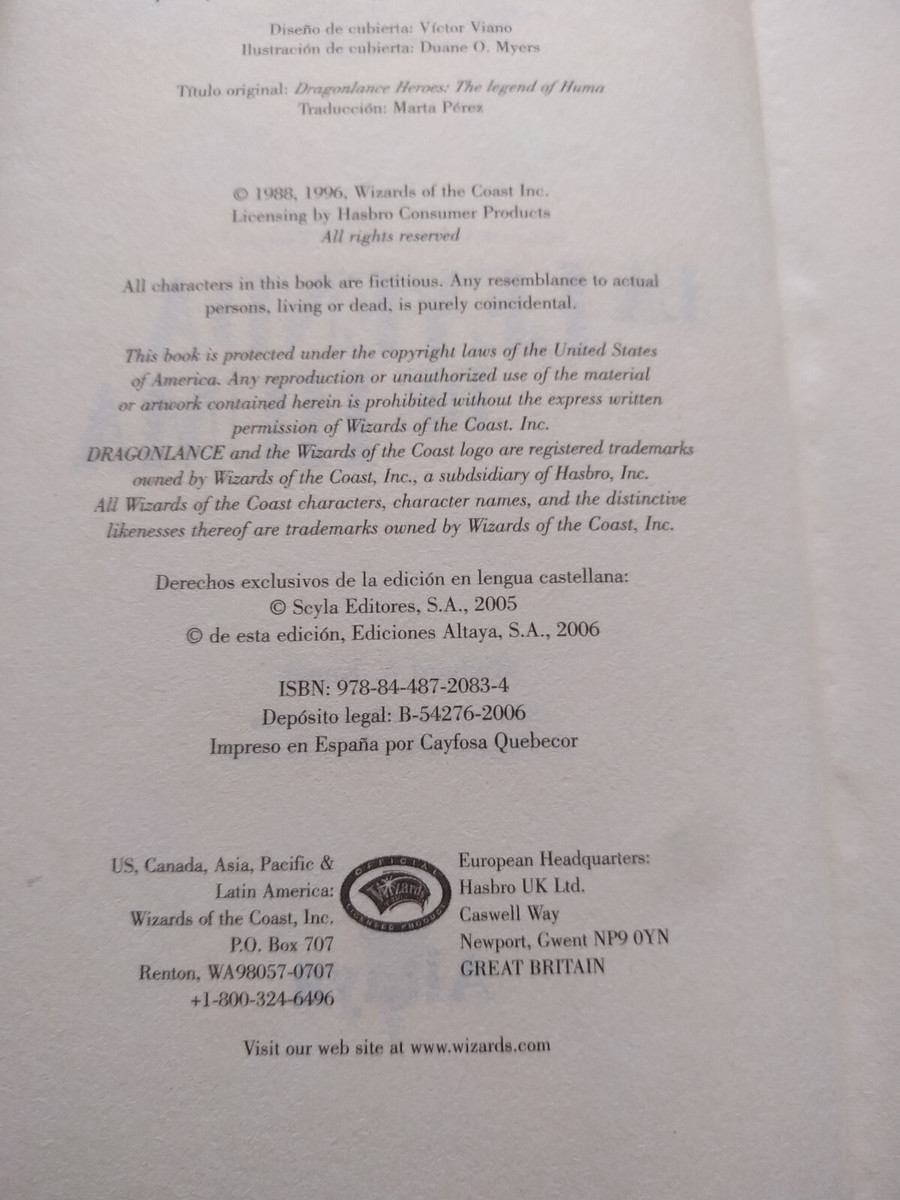 Diseño de cubierta: Víctor Viano
Ilustración de cubierta: Duane O. Myers
Título original: Dragonlance Heroes: The legend of Huma
Traducción: Marta Pérez
© 1988, 1996, Wizards of the Coast Inc.
Licensing by Hasbro Consumer Products
All rights reserved
All characters in this book are fictitious. Any resemblance to actual
persons, living or dead, is purely coincidental.
This book is protected under the copyright laws of the United States
of America. Any reproduction or unauthorized use of the material
or artwork contained herein is prohibited without the express written
permission of Wizards of the Coast. Inc.
DRAGONLANCE and the Wizards of the Coast logo are registered trademarks
owned by Wizards of the Coast, Inc., a subdsidiary of Hasbro, Inc.
All Wizards of the Coast characters, character names, and the distinctive
likenesses thereof are trademarks owned by Wizards of the Coast, Inc.
Derechos exclusivos de la edición en lengua castellana:
© Scyla Editores, S.A., 2005
© de esta edición, Ediciones Altaya, S.A., 2006
ISBN: 978-84-487-2083-4
Depósito legal: B-54276-2006
Impreso en España por Cayfosa Quebecor
US, Canada, Asia, Pacific &
Latin America:
Wizards of the Coast, Inc.
P.O. Box 707
Renton, WA98057-0707
+1-800-324-6496
OFFICIAL
Wizards
LICENSED PRODUCT
European Headquarters:
Hasbro UK Ltd.
Caswell Way
Newport, Gwent NP9 0YN
GREAT BRITAIN
Visit our web site at www.wizards.com